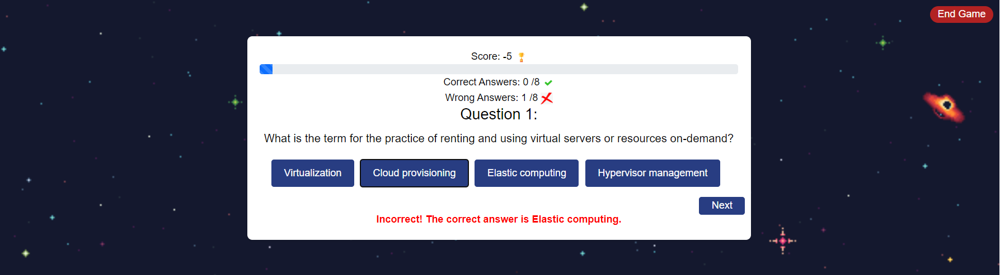 End Game
Score: -5
Correct Answers: 0 /8
Wrong Answers: 1 /8
Question 1:
What is the term for the practice of renting and using virtual servers or resources on-demand?
Virtualization
Cloud provisioning
Elastic computing
Hypervisor management
Next
Incorrect! The correct answer is Elastic computing.